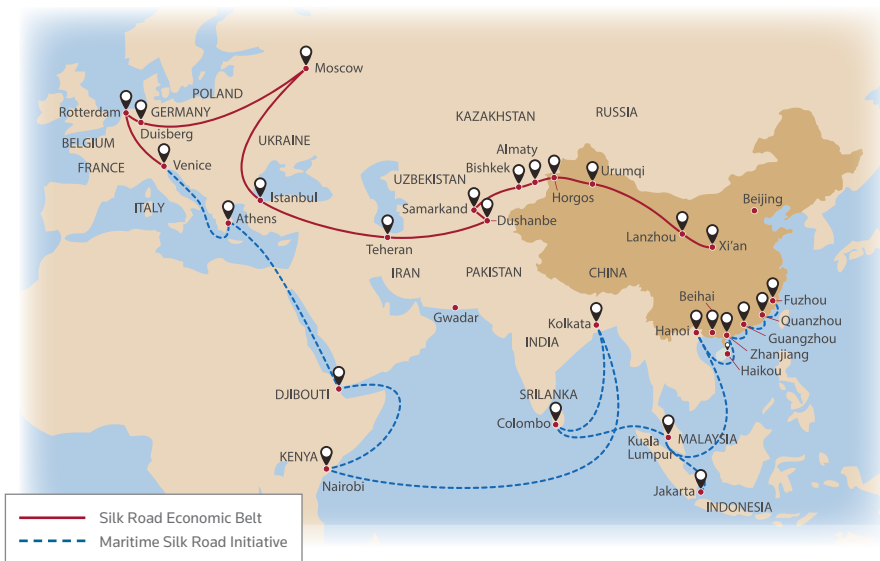 Moscow
POLAND
Rotterdam
GERMANY
Duisberg
BELGIUM
FRANCE
Venice
UKRAINE
KAZAKHSTAN
RUSSIA
Almaty
Bishkek
Urumqi
Horgos
UZBEKISTAN
Istanbul
ITALY
Athens
Samarkand
Dushanbe
Beijing
Teheran
Lanzhou
Xi'an
IRAN
PAKISTAN
CHINA
Gwadar
Kolkata
INDIA
Beihai
Hanoi
Fuzhou
Quanzhou
Guangzhou
Zhanjiang
Haikou
DJIBOUTI
SRILANKA
Colombo
KENYA
Nairobi
Kuala
Lumpur
MALAYSIA
Jakarta
INDONESIA
Silk Road Economic Belt
Maritime Silk Road Initiative